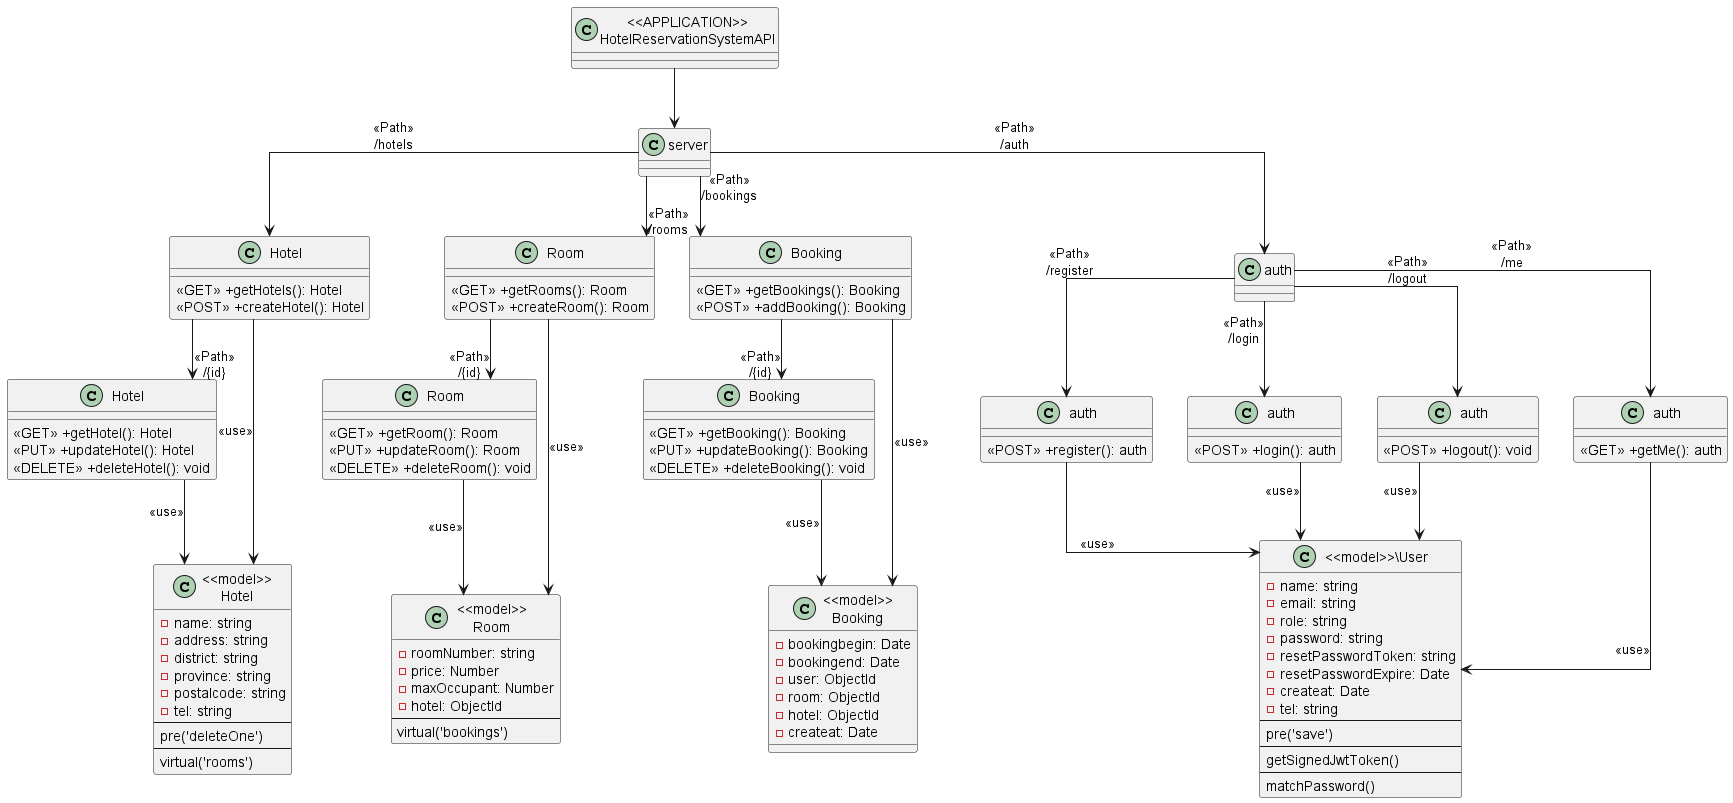 <<APPLICATION>>
HotelReservationSystemAPI
server
«Path»
/hotels
«Path»
/rooms
«Path»
/bookings
«Path»
/auth
Hotel
«GET» +getHotels(): Hotel
«POST» +createHotel(): Hotel
Room
«GET» +getRooms(): Room
«POST» +createRoom(): Room
Booking
«GET» +getBookings(): Booking
«POST» +addBooking(): Booking
auth
«Path»
/register
«Path»
/login
«Path»
/logout
«Path»
/me
«Path»
/{id}
«Path»
/{id}
«Path»
/{id}
Hotel
«GET» +getHotel(): Hotel
«PUT» +updateHotel(): Hotel
«DELETE» +deleteHotel(): void
«use»
Room
«GET» +getRoom(): Room
«PUT» +updateRoom(): Room
«DELETE» +deleteRoom(): void
«use»
Booking
«GET» +getBooking(): Booking
«PUT» +updateBooking(): Booking
«DELETE» +deleteBooking(): void
«use»
auth
«POST» +register(): auth
auth
«POST» +login(): auth
auth
«POST» +logout(): void
auth
«GET» +getMe(): auth
«use»
«use»
«use»
«use»
«use»
«use»
«use»
<<model>>
Hotel
name: string
address: string
district: string
province: string
postalcode: string
tel: string
pre('deleteOne')
virtual('rooms')
<<model>>
Room
roomNumber: string
price: Number
maxOccupant: Number
hotel: ObjectId
virtual('bookings')
<<model>>
Booking
bookingbegin: Date
bookingend: Date
user: ObjectId
room: ObjectId
hotel: ObjectId
createat: Date
<<model>>\User
name: string
email: string
role: string
password: string
resetPasswordToken: string
resetPasswordExpire: Date
createat: Date
tel: string
pre('save')
getSignedJwtToken()
matchPassword()